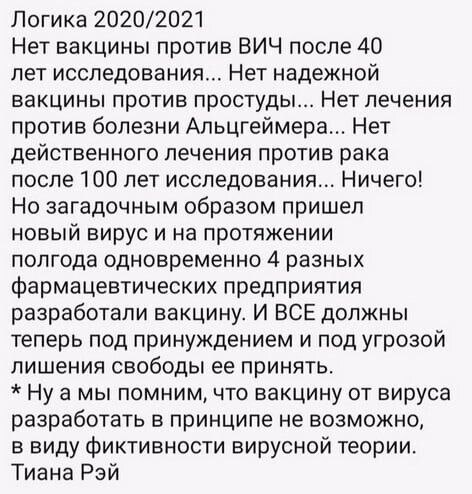 Логика 2020/2021
Нет вакцины против ВИЧ после 40
лет исследования... Нет надежной
вакцины против простуды... Нет лечения
против болезни Альцгеймера... Нет
действенного лечения против рака
после 100 лет исследования... Ничего!
Но загадочным образом пришел
новый вирус и на протяжении
полгода одновременно 4 разных
фармацевтических предприятия
разработали вакцину. И ВСЕ должны
теперь под принуждением и под угрозой
лишения свободы ее принять.
* Ну а мы помним, что вакцину от вируса
разработать в принципе не возможно,
в виду фиктивности вирусной теории.
Тиана Рэй